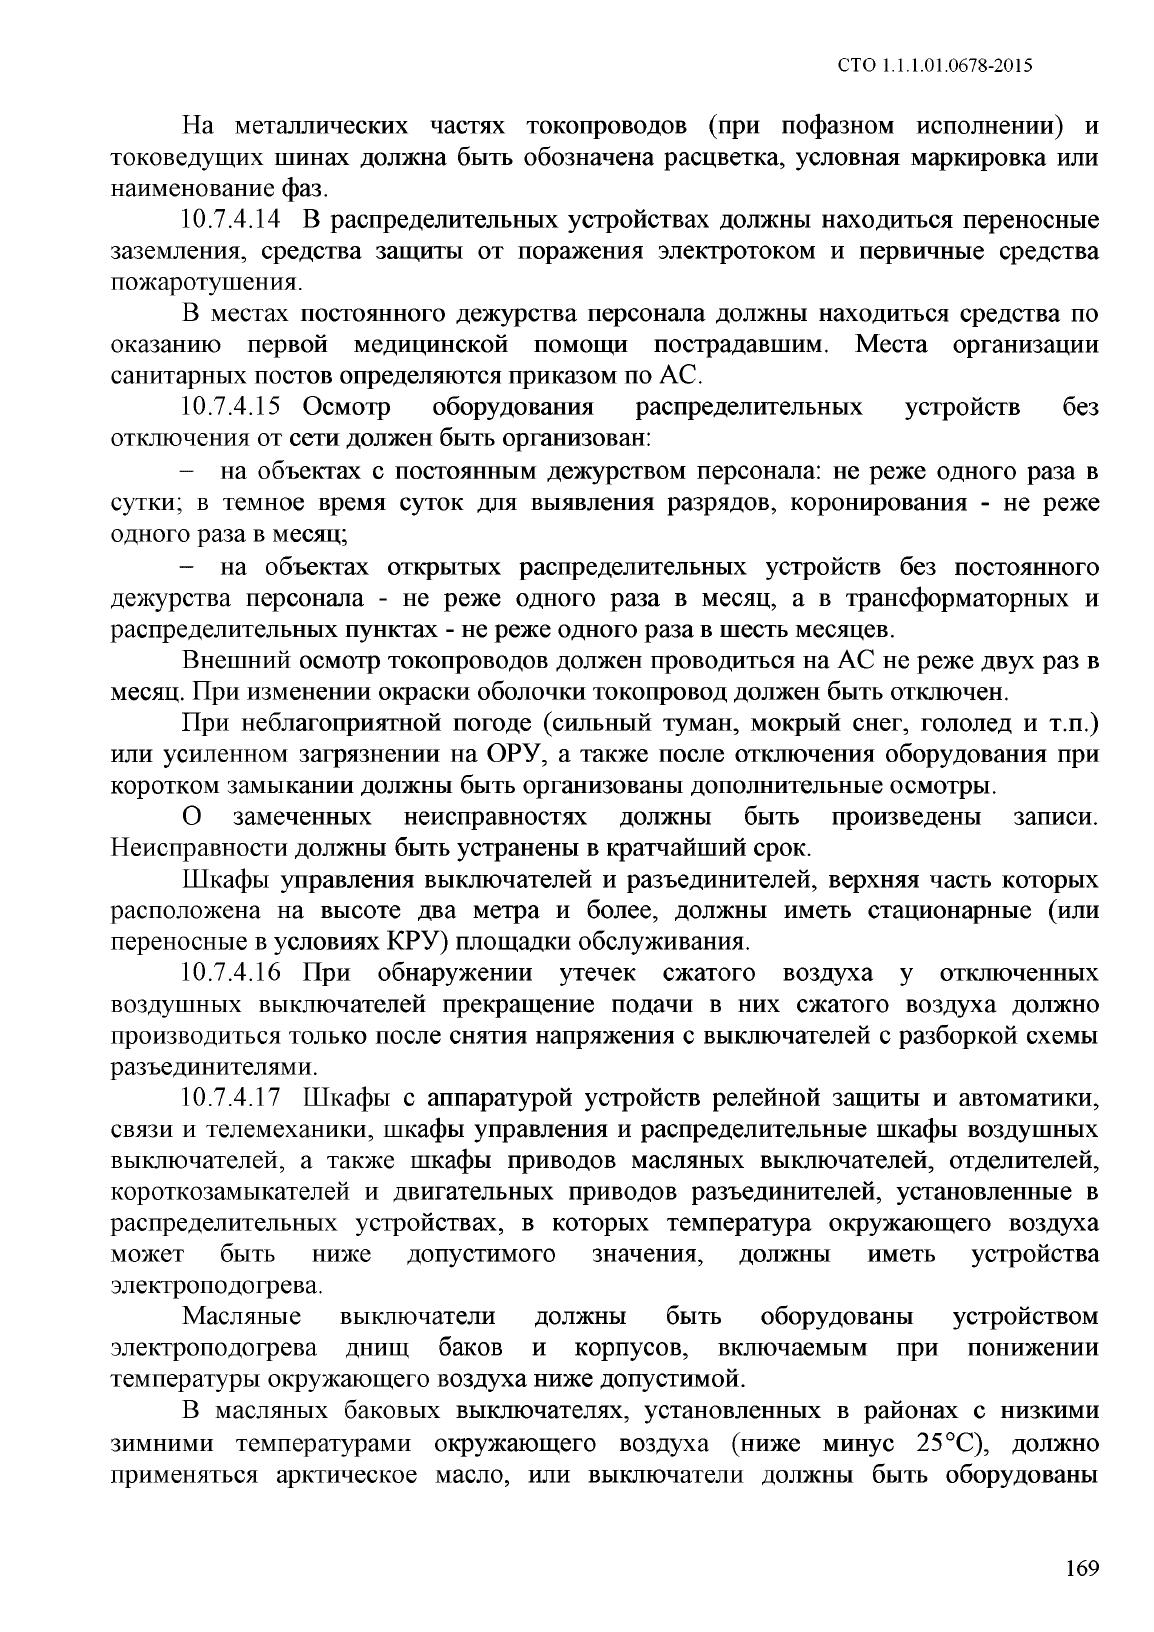 СТО 1.1.1.01.0678-2015
На металлических частях токопроводов (при пофазном исполнении) и
токоведущих шинах должна быть обозначена расцветка, условная маркировка или
наименование фаз.
10.7.4.14 В распределительных устройствах должны находиться переносные
заземления, средства защиты от поражения электротоком и первичные средства
пожаротушения.
В местах постоянного дежурства персонала должны находиться средства по
оказанию первой медицинской помощи пострадавшим. Места организации
санитарных постов определяются приказом по АС.
10.7.4.15 Осмотр оборудования распределительных устройств без
отключения от сети должен быть организован:
– на объектах с постоянным дежурством персонала: не реже одного раза в
сутки; в темное время суток для выявления разрядов, коронирования - не реже
одного раза в месяц;
– на объектах открытых распределительных устройств без постоянного
дежурства персонала - не реже одного раза в месяц, а в трансформаторных и
распределительных пунктах - не реже одного раза в шесть месяцев.
Внешний осмотр токопроводов должен проводиться на АС не реже двух раз в
месяц. При изменении окраски оболочки токопровод должен быть отключен.
При неблагоприятной погоде (сильный туман, мокрый снег, гололед и т.п.)
или усиленном загрязнении на ОРУ, а также после отключения оборудования при
коротком замыкании должны быть организованы дополнительные осмотры.
О замеченных неисправностях должны быть произведены записи.
Неисправности должны быть устранены в кратчайший срок.
Шкафы управления выключателей и разъединителей, верхняя часть которых
расположена на высоте два метра и более, должны иметь стационарные (или
переносные в условиях КРУ) площадки обслуживания.
10.7.4.16 При обнаружении утечек сжатого воздуха у отключенных
воздушных выключателей прекращение подачи в них сжатого воздуха должно
производиться только после снятия напряжения с выключателей с разборкой схемы
разъединителями.
10.7.4.17 Шкафы с аппаратурой устройств релейной защиты и автоматики,
связи и телемеханики, шкафы управления и распределительные шкафы воздушных
выключателей, а также шкафы приводов масляных выключателей, отделителей,
короткозамыкателей и двигательных приводов разъединителей, установленные в
распределительных устройствах, в которых температура окружающего воздуха
может быть ниже допустимого значения, должны иметь устройства
электроподогрева.
Масляные выключатели должны быть оборудованы устройством
электроподогрева днищ баков и корпусов, включаемым при понижении
температуры окружающего воздуха ниже допустимой.
В масляных баковых выключателях, установленных в районах с низкими
зимними температурами окружающего воздуха (ниже минус 25°С), должно
применяться арктическое масло, или выключатели должны быть оборудованы
169